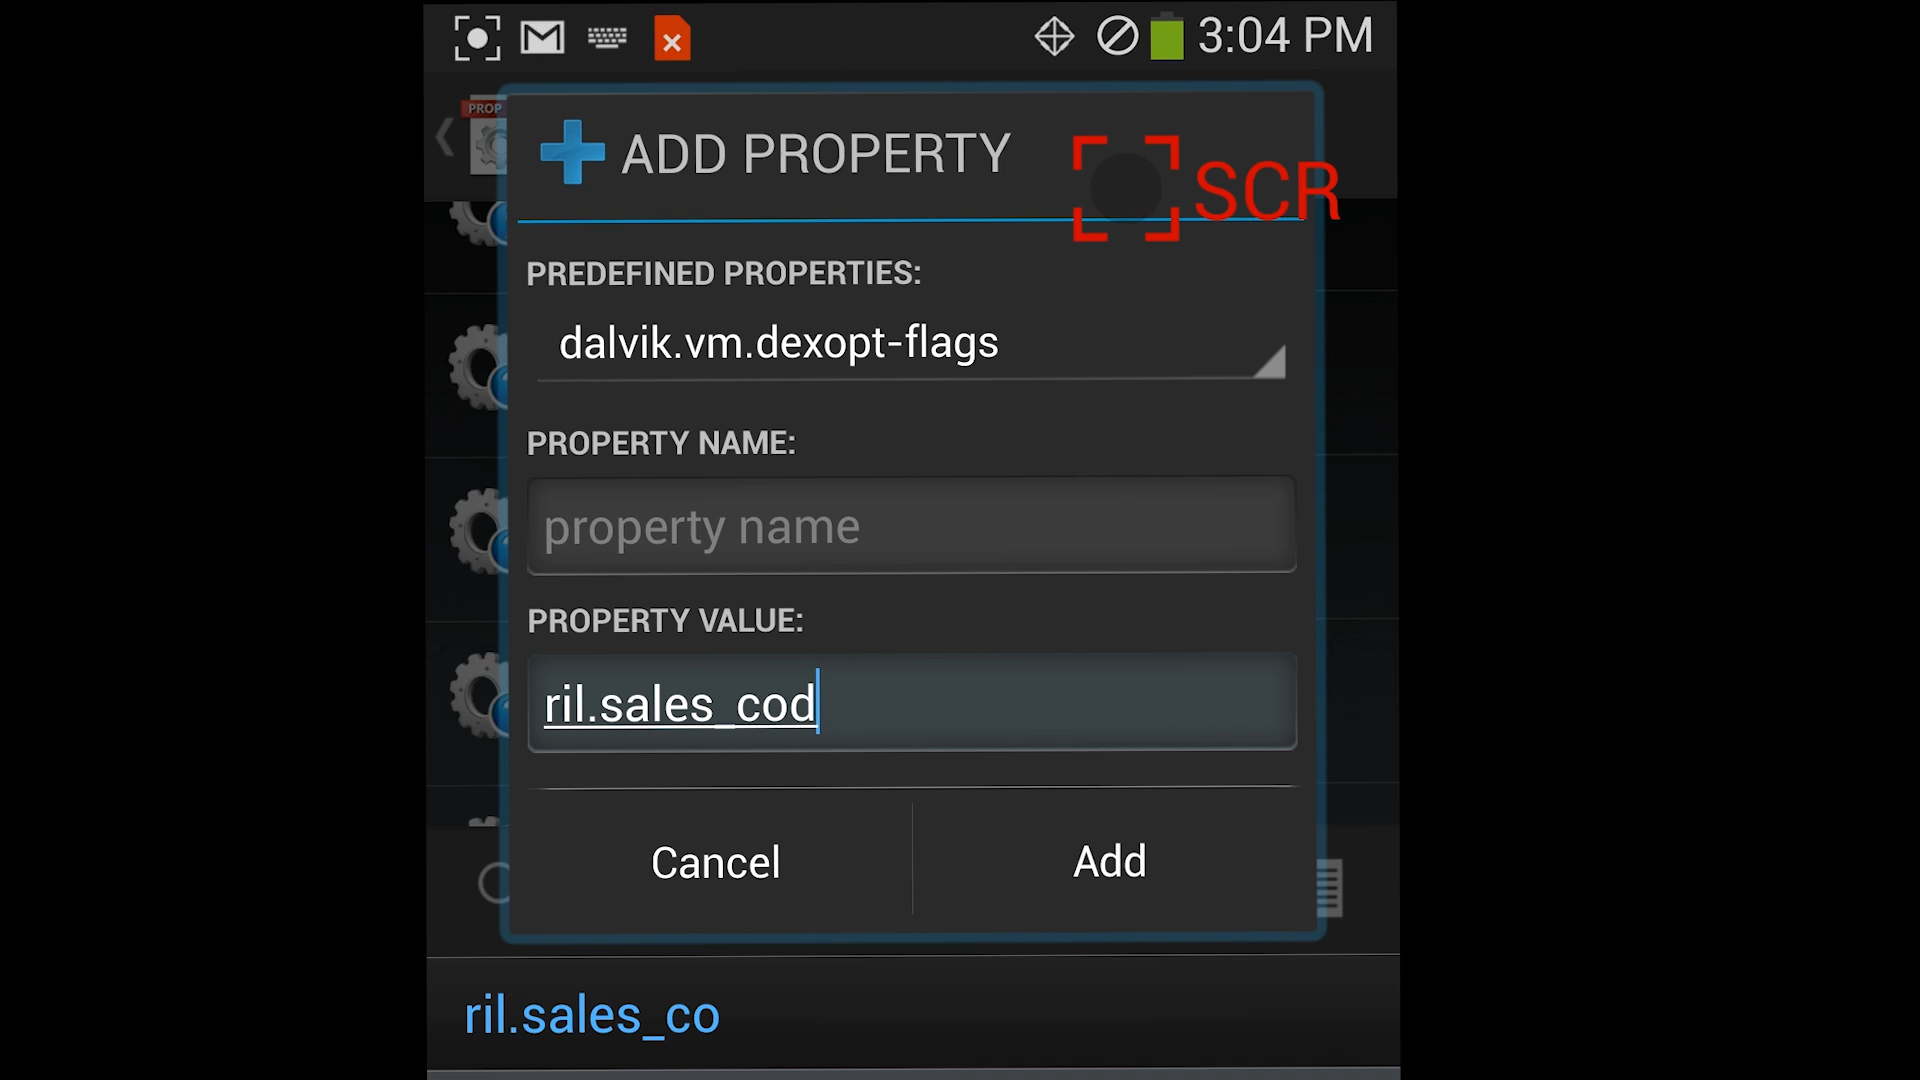 3:04 PM
PROP
ADD PROPERTY
SCR
PREDEFINED PROPERTIES:
dalvik.vm.dexopt-flags
PROPERTY NAME:
property name
PROPERTY VALUE:
ril.sales_cod
Cancel
Add
ril.sales_co